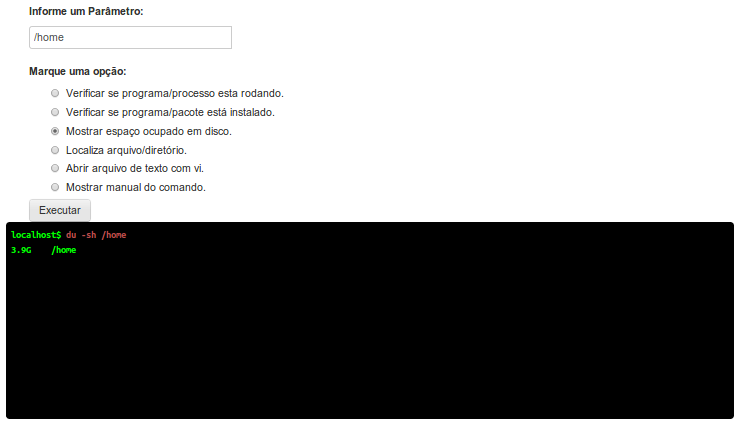 Informe um Parâmetro:
/home
Marque uma opção:
Verificar se programa/processo esta rodando.
Verificar se programa/pacote está instalado.
Mostrar espaço ocupado em disco.
Localiza arquivo/diretório.
Abrir arquivo de texto com vi.
Mostrar manual do comando.
Executar
localhost$ du -sh /home
3.9G /home